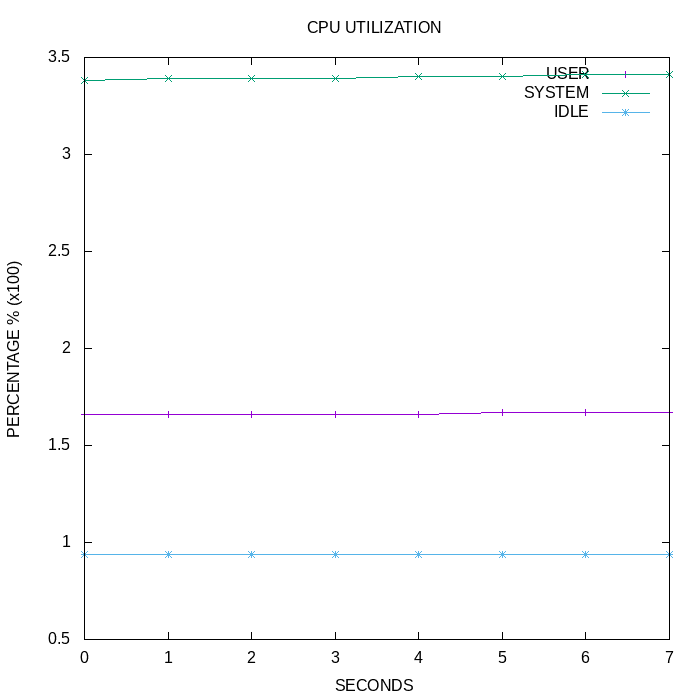 CPU UTILIZATION
3.5
3
2.5
2
1.5
1
0.5
PERCENTAGE % (x100)
USER
SYSTEM
IDLE
0 1 2 3 4 5 6 7
SECONDS